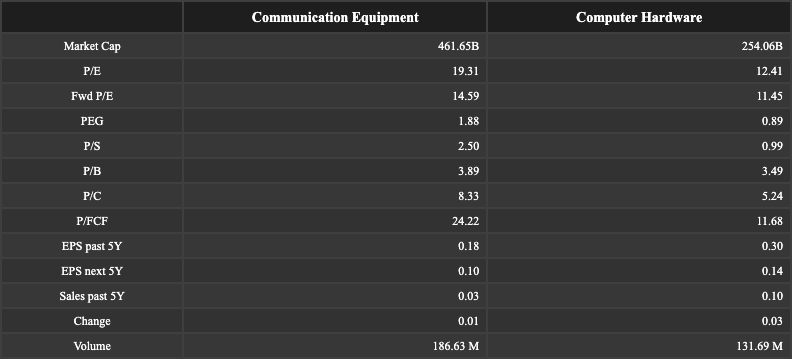 Communication Equipment Computer Hardware
Market Cap 461.65B 254.06B
P/E 19.31 12.41
Fwd P/E 14.59 11.45
PEG 1.88 0.89
P/S 2.50 0.99
P/B 3.89 3.49
P/C 8.33 5.24
P/FCF 24.22 11.68
EPS past 5Y 0.18 0.30
EPS next 5Y 0.10 0.14
Sales past 5Y 0.03 0.10
Change 0.01 0.03
Volume 186.63 M 131.69 M